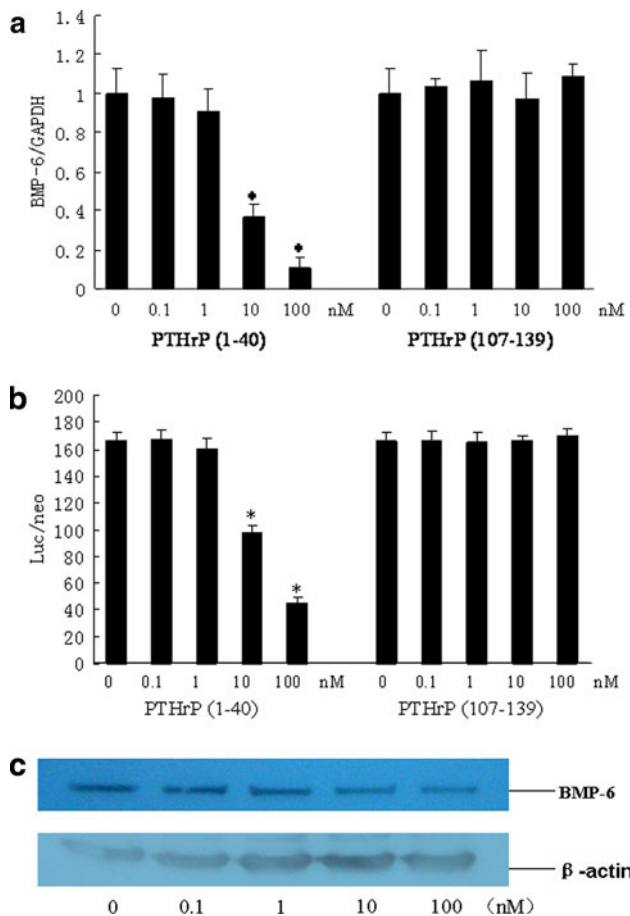 a
1.4
1.2
1
0.8
0.6
0.4
0.2
0
BMP-6/GAPDH
0 0.1 1 10 100 nM 0 0.1 1 10 100 nM
PTHrP (1-40) PTHrP (107-139)
b
200
180
160
140
120
100
80
60
40
20
0
Luc/neo
* *
0 0.1 1 10 100 nM 0 0.1 1 10 100 nM
PTHrP (1-40) PTHrP (107-139)
c
BMP-6
β-actin
0 0.1 1 10 100 (nM)